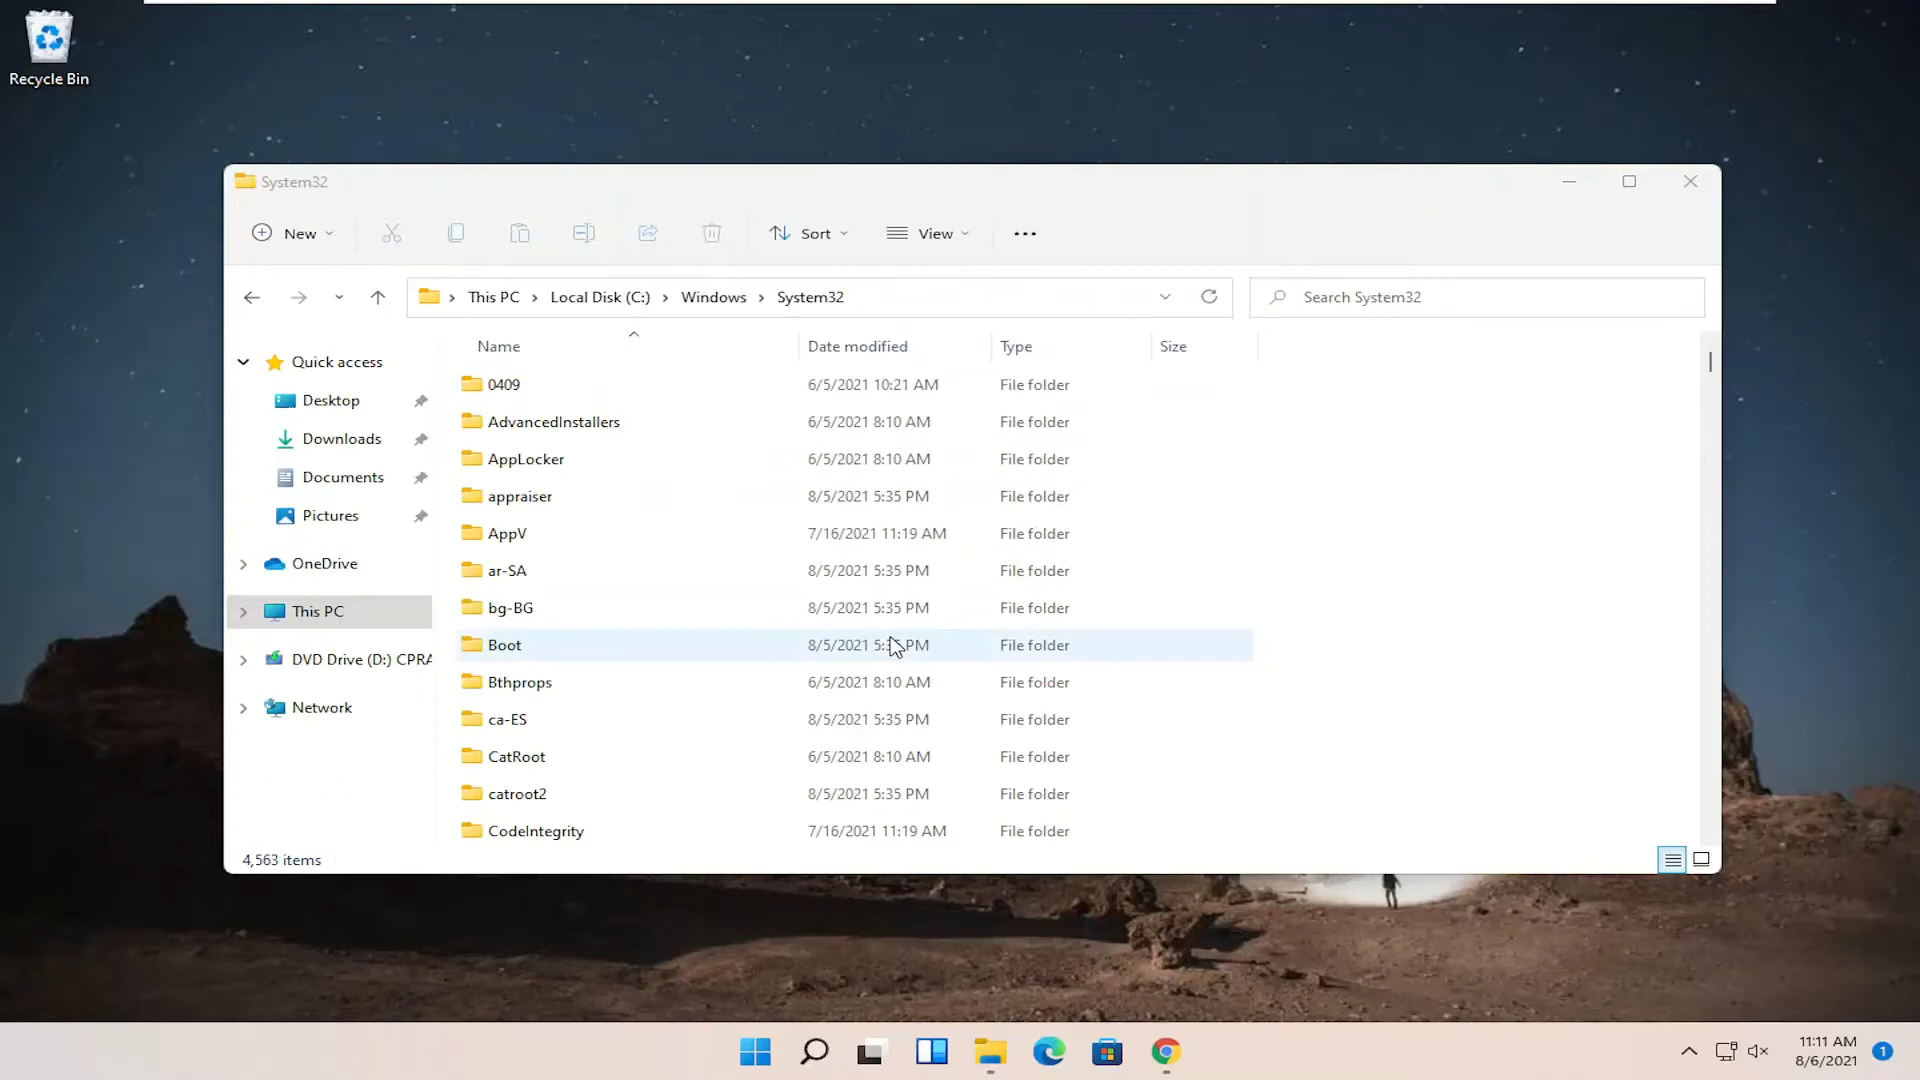 Recycle Bin
System32
New
Sort
View
This PC > Local Disk (C:) > Windows > System32
Search System32
Name Date modified Type Size
Quick access
Desktop
Downloads
Documents
Pictures
OneDrive
This PC
DVD Drive (D:) CPRA
Network
0409 6/5/2021 10:21 AM File folder
AdvancedInstallers 6/5/2021 8:10 AM File folder
AppLocker 6/5/2021 8:10 AM File folder
appraiser 8/5/2021 5:35 PM File folder
AppV 7/16/2021 11:19 AM File folder
ar-SA 8/5/2021 5:35 PM File folder
bg-BG 8/5/2021 5:35 PM File folder
Boot 8/5/2021 5:35 PM File folder
Bthprops 6/5/2021 8:10 AM File folder
ca-ES 8/5/2021 5:35 PM File folder
CatRoot 6/5/2021 8:10 AM File folder
catroot2 8/5/2021 5:35 PM File folder
CodeIntegrity 7/16/2021 11:19 AM File folder
4,563 items
11:11 AM
8/6/2021
1